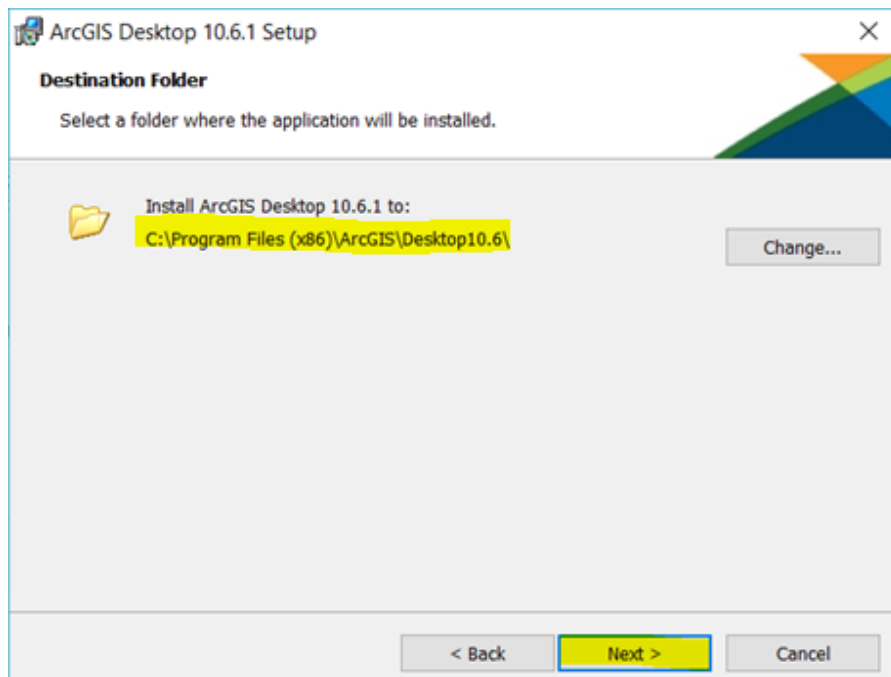 ArcGIS Desktop 10.6.1 Setup
Destination Folder
Select a folder where the application will be installed.
Install ArcGIS Desktop 10.6.1 to:
C:\Program Files (x86)\ArcGIS\Desktop10.6\
Change...
< Back
Next >
Cancel